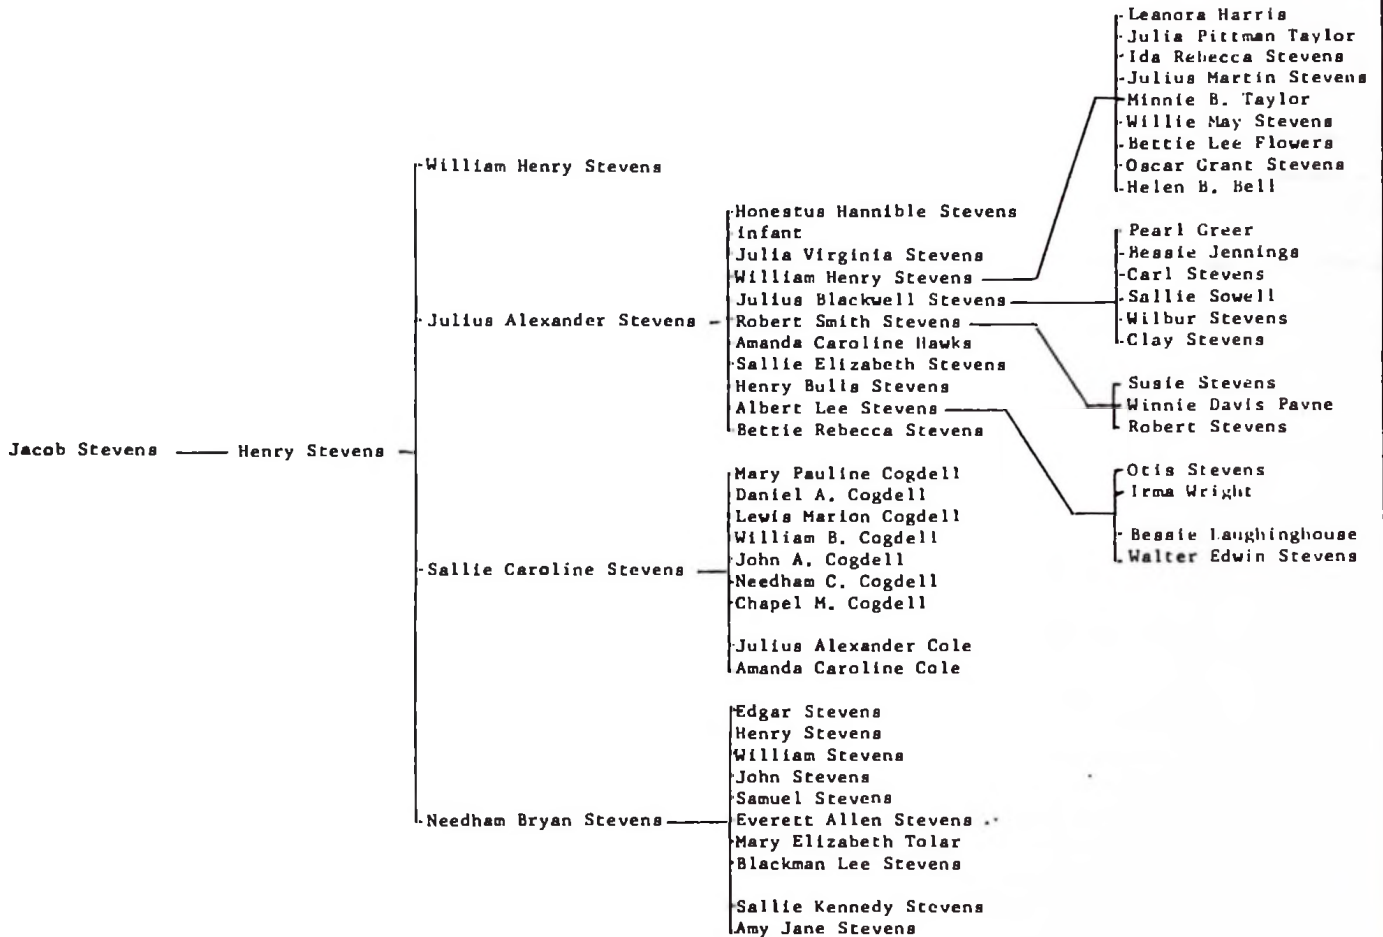 Jacob Stevens
Henry Stevens
William Henry Stevens
Julius Alexander Stevens
Sallie Caroline Stevens
Needham Bryan Stevens
Honestus Hannible Stevens
infant
Julia Virginia Stevens
William Henry Stevens
Julius Blackwell Stevens
Robert Smith Stevens
Amanda Caroline Hawks
Sallie Elizabeth Stevens
Henry Bulls Stevens
Albert Lee Stevens
Bettie Rebecca Stevens
Mary Pauline Cogdell
Daniel A. Cogdell
Lewis Marion Cogdell
William B. Cogdell
John A. Cogdell
Needham C. Cogdell
Chapel M. Cogdell
Julius Alexander Cole
Amanda Caroline Cole
Edgar Stevens
Henry Stevens
William Stevens
John Stevens
Samuel Stevens
Everett Allen Stevens
Mary Elizabeth Tolar
Blackman Lee Stevens
Sallie Kennedy Stevens
Amy Jane Stevens
Leanora Harris
Julia Pittman Taylor
Ida Rebecca Stevens
Julius Martin Stevens
Minnie B. Taylor
Willie May Stevens
Bettie Lee Flowers
Oscar Grant Stevens
Helen B. Bell
Pearl Greer
Bessie Jennings
Carl Stevens
Sallie Sowell
Wilbur Stevens
Clay Stevens
Susie Stevens
Winnie Davis Payne
Robert Stevens
Otis Stevens
Irma Wright
Bessie Laughinghouse
Walter Edwin Stevens